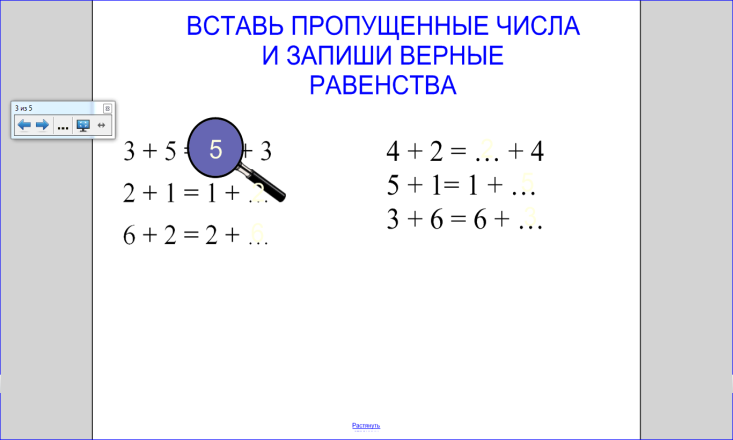 ВСТАВЬ ПРОПУЩЕННЫЕ ЧИСЛА
И ЗАПИШИ ВЕРНЫЕ
РАВЕНСТВА
3 из 5
3 + 5 = 5 + 3
2 + 1 = 1 + ...
6 + 2 = 2 + ...
4 + 2 = ... + 4
5 + 1= 1 + ...
3 + 6 = 6 + ...
Растянуть